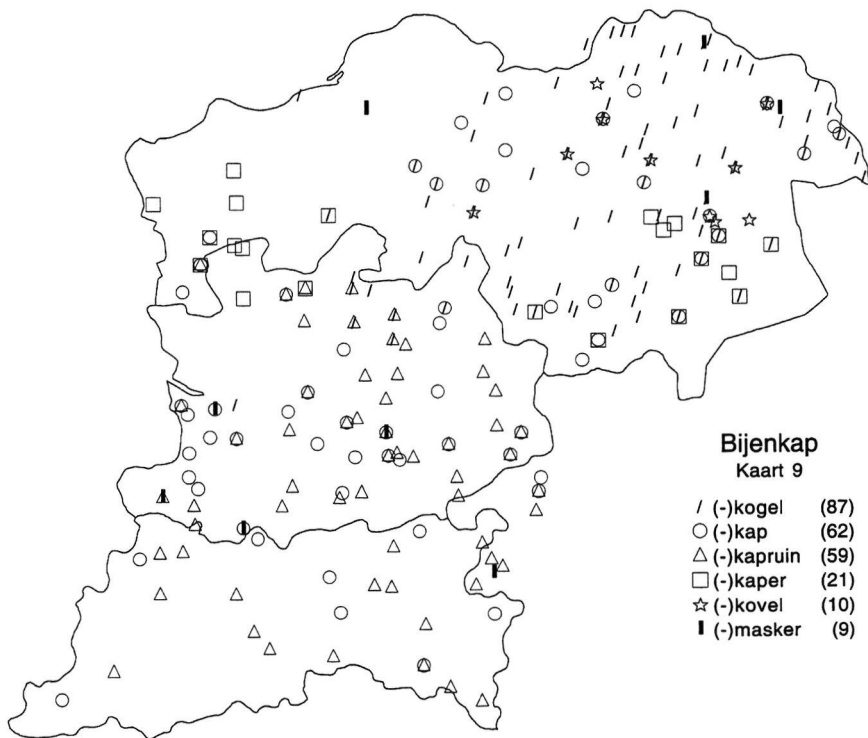 Bijenkap
Kaart 9
(-)kogel (87)
(-)kap (62)
(-)kapruin (59)
(-)kaper (21)
(-)kovel (10)
(-)masker (9)